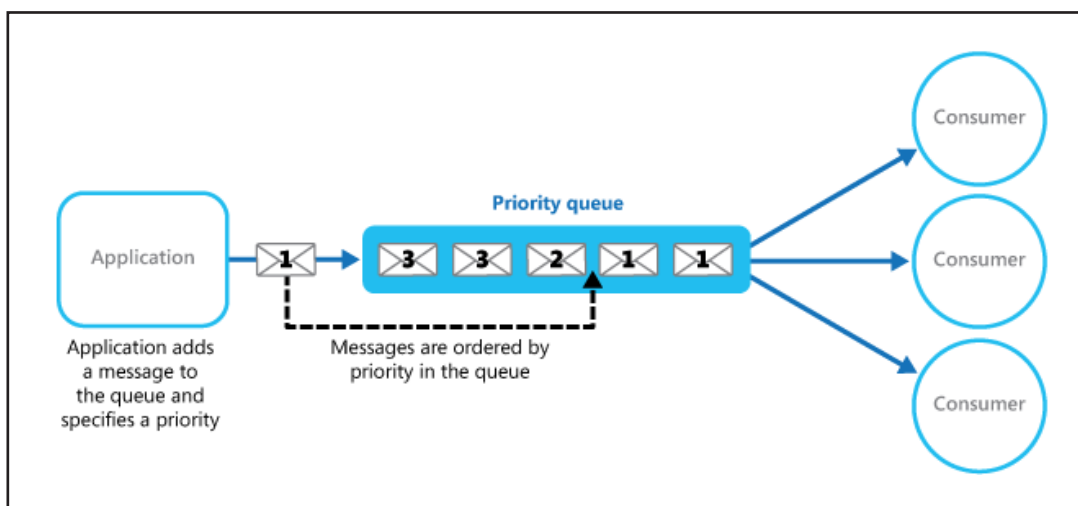 Consumer
Priority queue
Application
1
3 3 2 1 1
Consumer
Messages are ordered by
priority in the queue
Application adds
a message to
the queue and
specifies a priority
Consumer